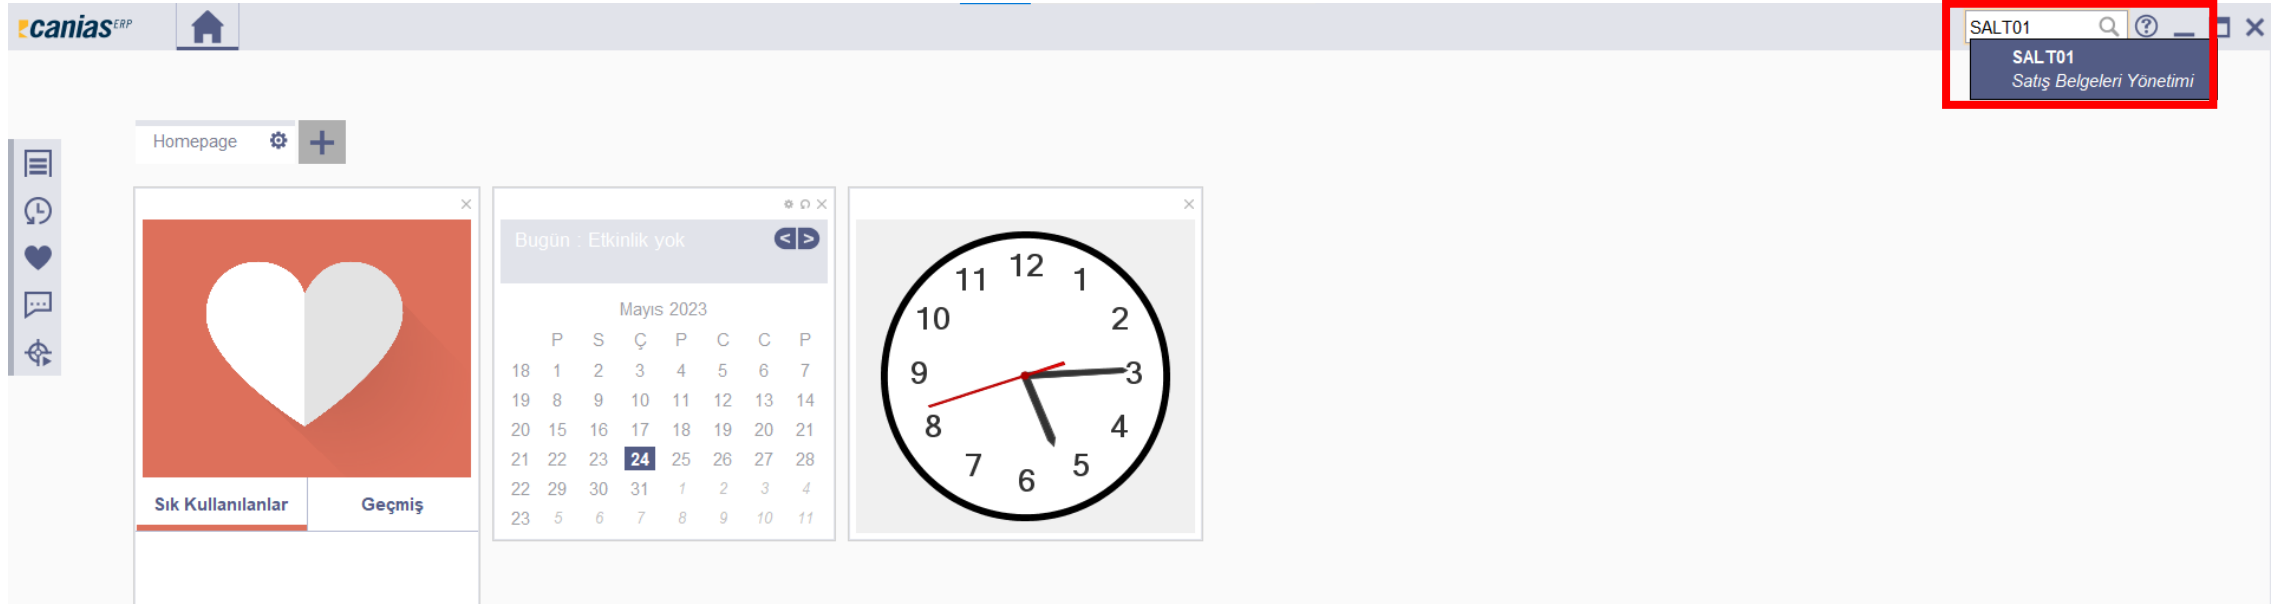 caniasERP
SALT01
SALT01
Satış Belgeleri Yönetimi
Homepage
Bugün : Etkinlik yok
Mayıs 2023
P S Ç P C C P
18 1 2 3 4 5 6 7
19 8 9 10 11 12 13 14
20 15 16 17 18 19 20 21
21 22 23 24 25 26 27 28
22 29 30 31 1 2 3 4
23 5 6 7 8 9 10 11
12
11 1
10 2
9 3
8 4
7 5
6
Sık Kullanılanlar
Geçmiş